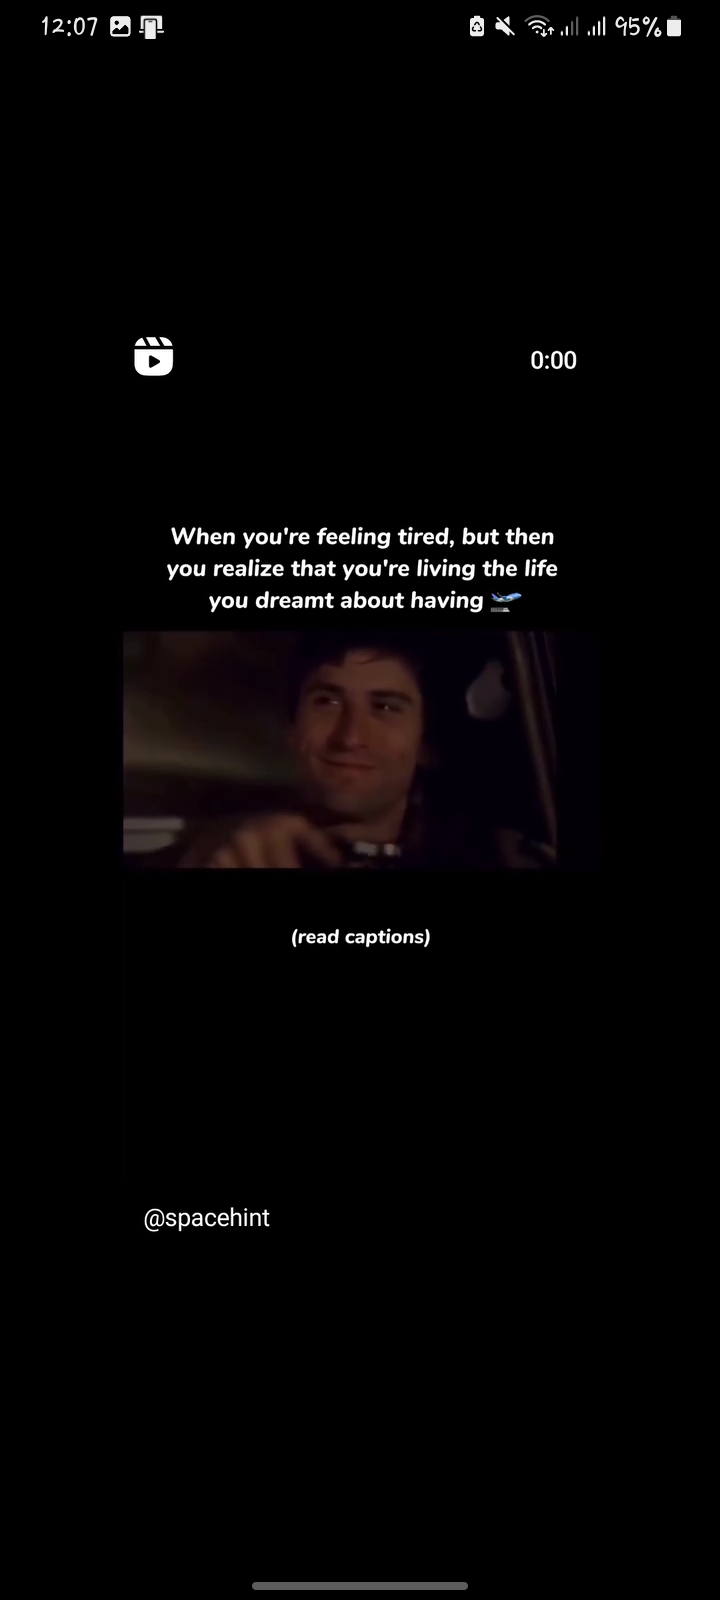 12:07 95%
0:00
When you're feeling tired, but then
you realize that you're living the life
you dreamt about having 🛫
(read captions)
@spacehint